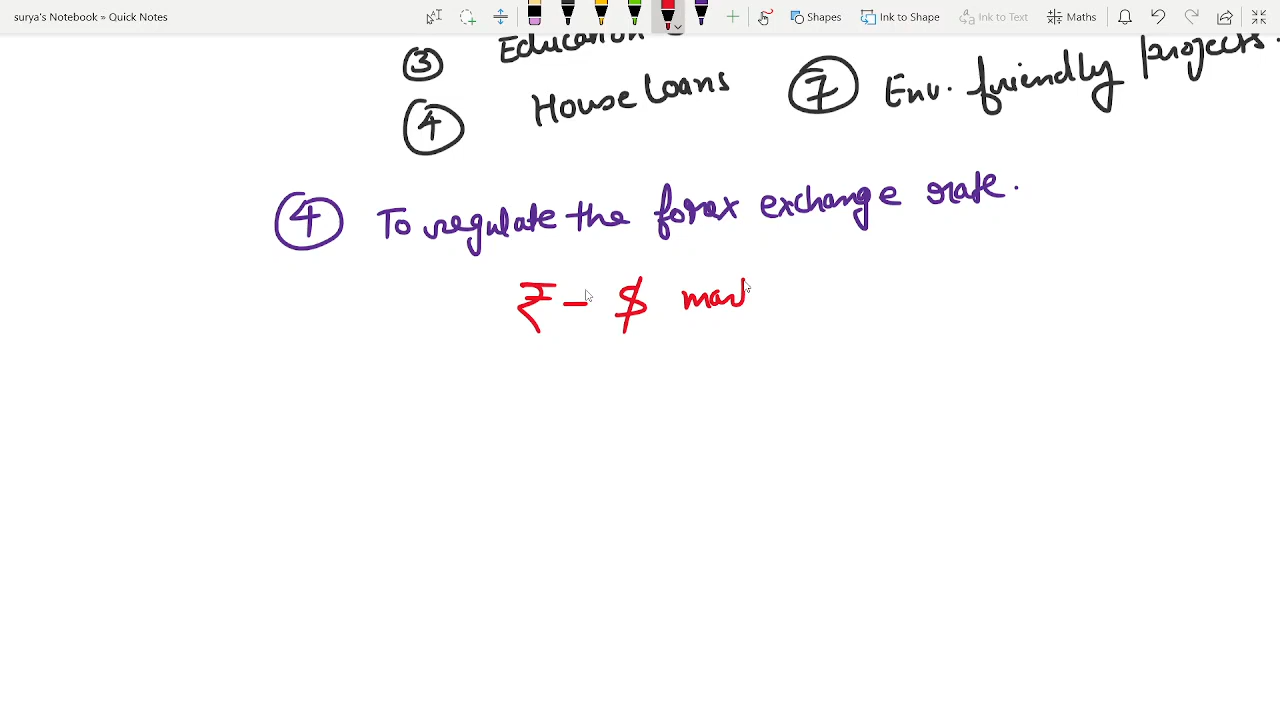 surya's Notebook » Quick Notes
Shapes Ink to Shape Ink to Text Maths
③ Education
④ House Loans
⑦ Env. friendly projects.
④ To regulate the forex exchange rate.
₹ - $ mar